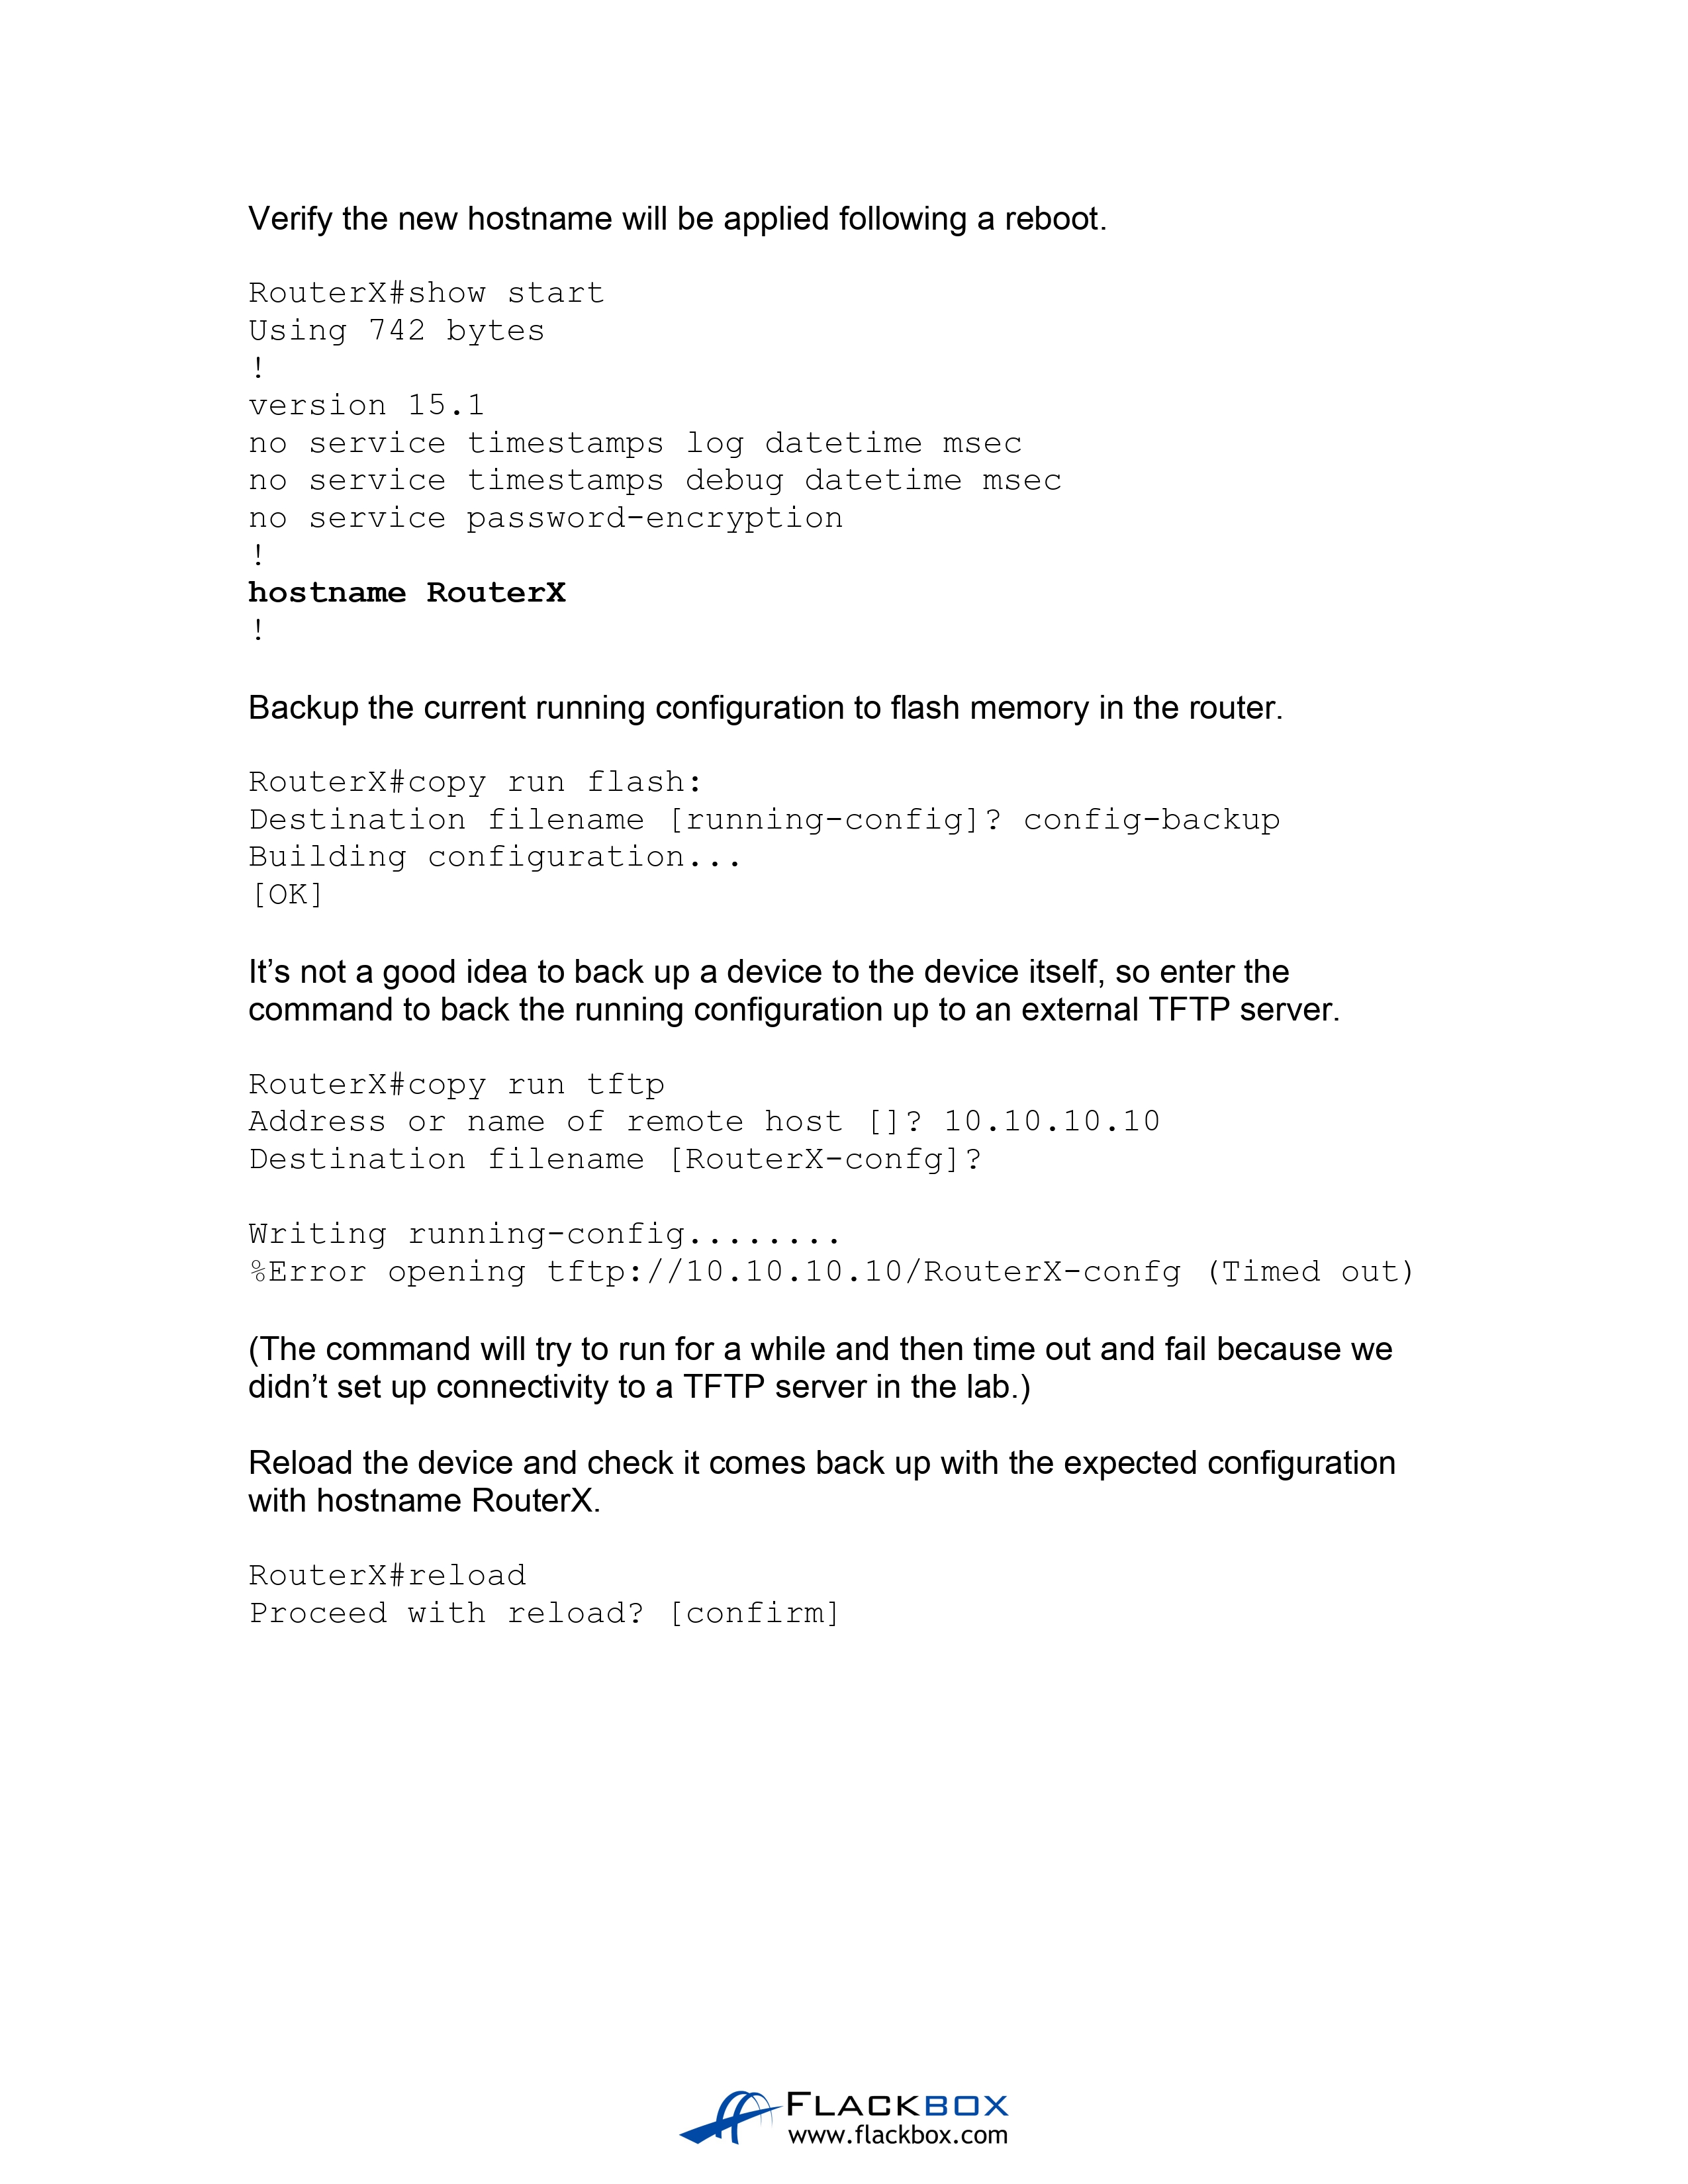 Verify the new hostname will be applied following a reboot.
RouterX#show start
Using 742 bytes
!
version 15.1
no service timestamps log datetime msec
no service timestamps debug datetime msec
no service password-encryption
!
hostname RouterX
!
Backup the current running configuration to flash memory in the router.
RouterX#copy run flash:
Destination filename [running-config]? config-backup
Building configuration...
[OK]
It’s not a good idea to back up a device to the device itself, so enter the
command to back the running configuration up to an external TFTP server.
RouterX#copy run tftp
Address or name of remote host []? 10.10.10.10
Destination filename [RouterX-confg]?
Writing running-config........
%Error opening tftp://10.10.10.10/RouterX-confg (Timed out)
(The command will try to run for a while and then time out and fail because we
didn’t set up connectivity to a TFTP server in the lab.)
Reload the device and check it comes back up with the expected configuration
with hostname RouterX.
RouterX#reload
Proceed with reload? [confirm]
FLACKBOX
www.flackbox.com